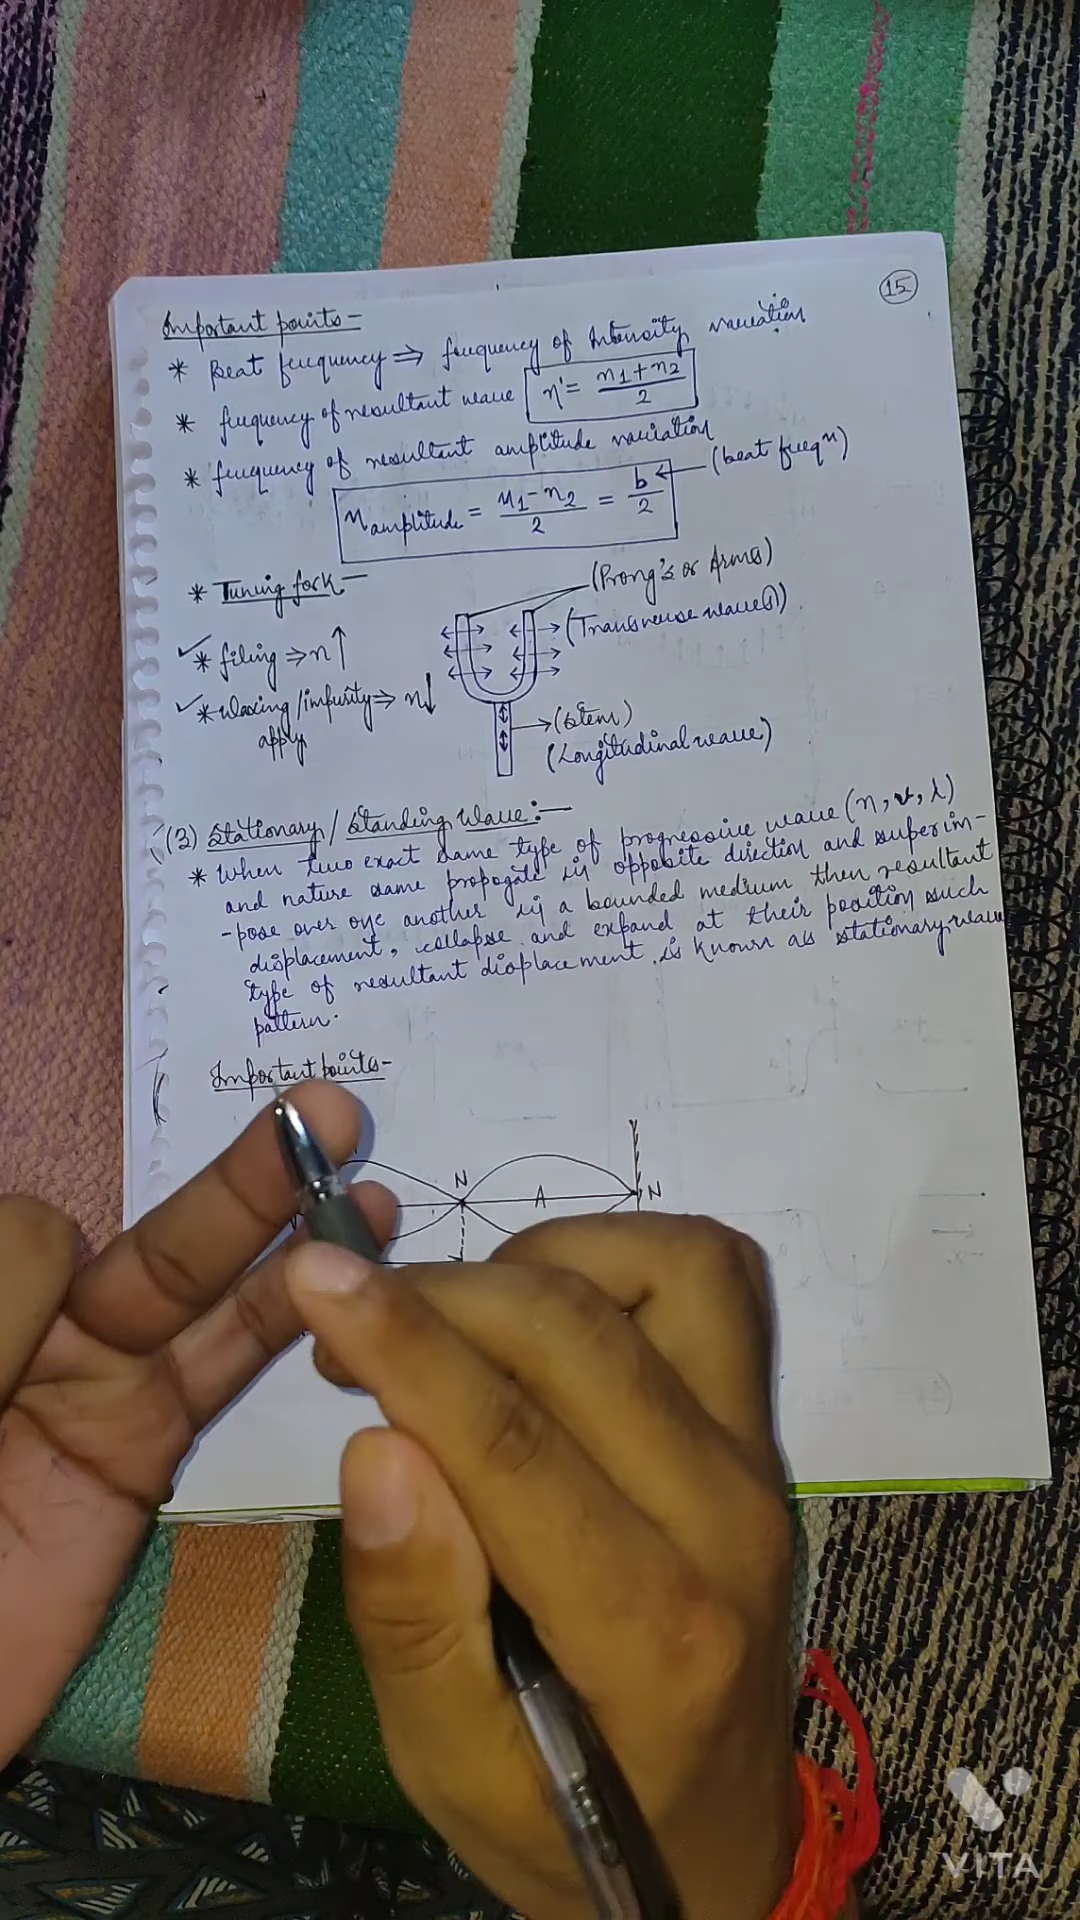 15
Important points-
* Beat frequency ⇒ frequency of Intensity variation
* frequency of resultant wave n' = n1+n2/2
* frequency of resultant amplitude variation
n amplitude = n1-n2/2 = b/2 ← (beat freqn)
* Tuning fork-
(Prong's or Arms)
(Transverse waves)
✓* filing ⇒ n↑
✓* waxing/impurity ⇒ n↓
apply
→(Stem)
(Longitudinal wave)
(3) Stationary/Standing Wave:-
* When two exact same type of progressive wave (n, v, λ)
and nature same propagate in opposite direction and superim-
-pose over one another in a bounded medium then resultant
displacement, collapse and expand at their position such
type of resultant displacement is known as stationary wave
pattern.
Important points-
N
A
N
VITA